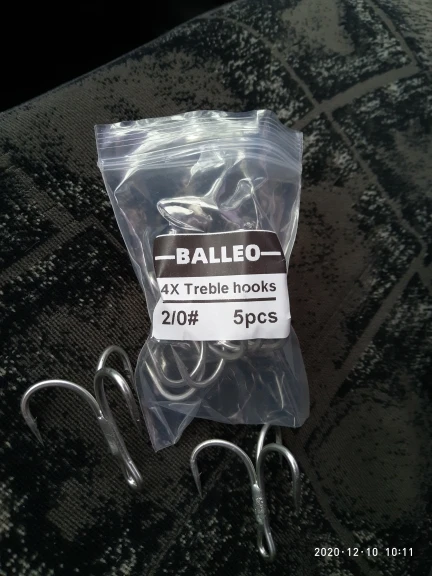 BALLEO
4X Treble hooks
2/0# 5pcs
2020·12·10 10:11